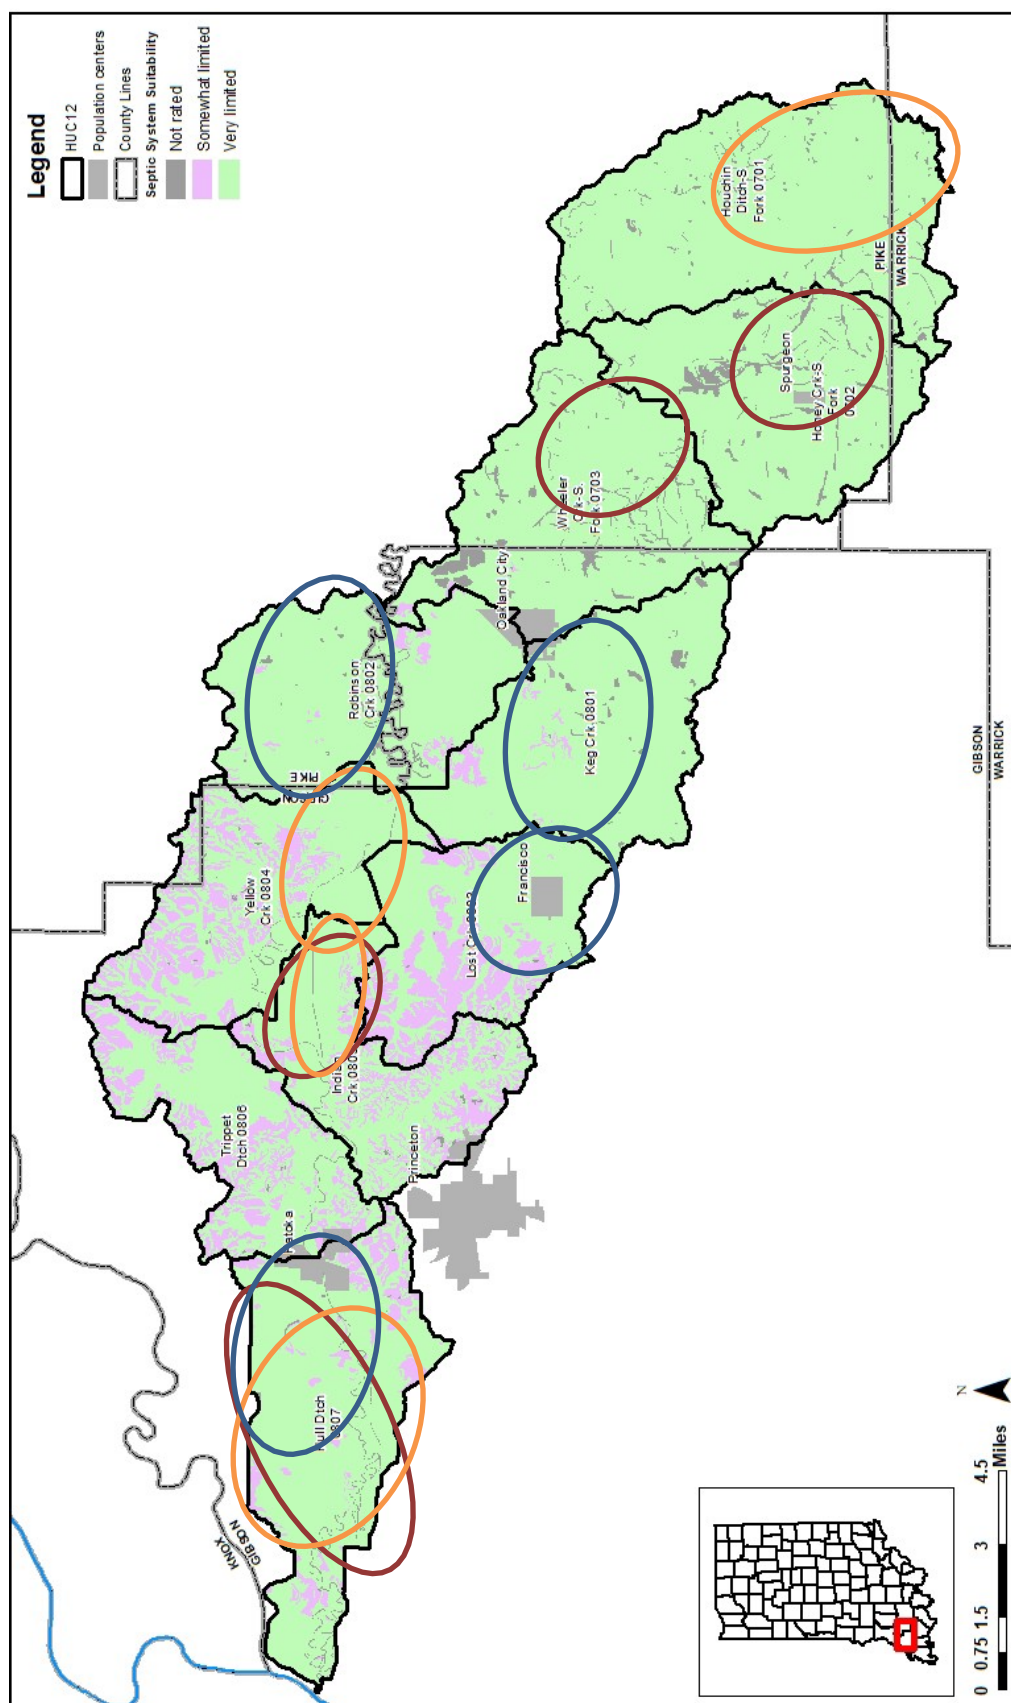 Legend
HUC12
Population centers
County Lines
Septic System Suitability
Not rated
Somewhat limited
Very limited
Houchin
Ditch-S
Fork 0701
PIKE
WARRICK
Spurgeon
Honey Crk-S
Fork
0702
Wheeler
Crk-S.
Fork 0703
Oakland City
Robinson
Crk 0802
Keg Crk 0801
PIKE
GIBSON
GIBSON
WARRICK
Yellow
Crk 0804
Francisco
Lost Crk 0803
Indian
Crk 0805
Trippet
Dtch 0806
Princeton
Patoka
Hull Dtch
0807
KNOX
GIBSON
N
0 0.75 1.5 3 4.5
Miles